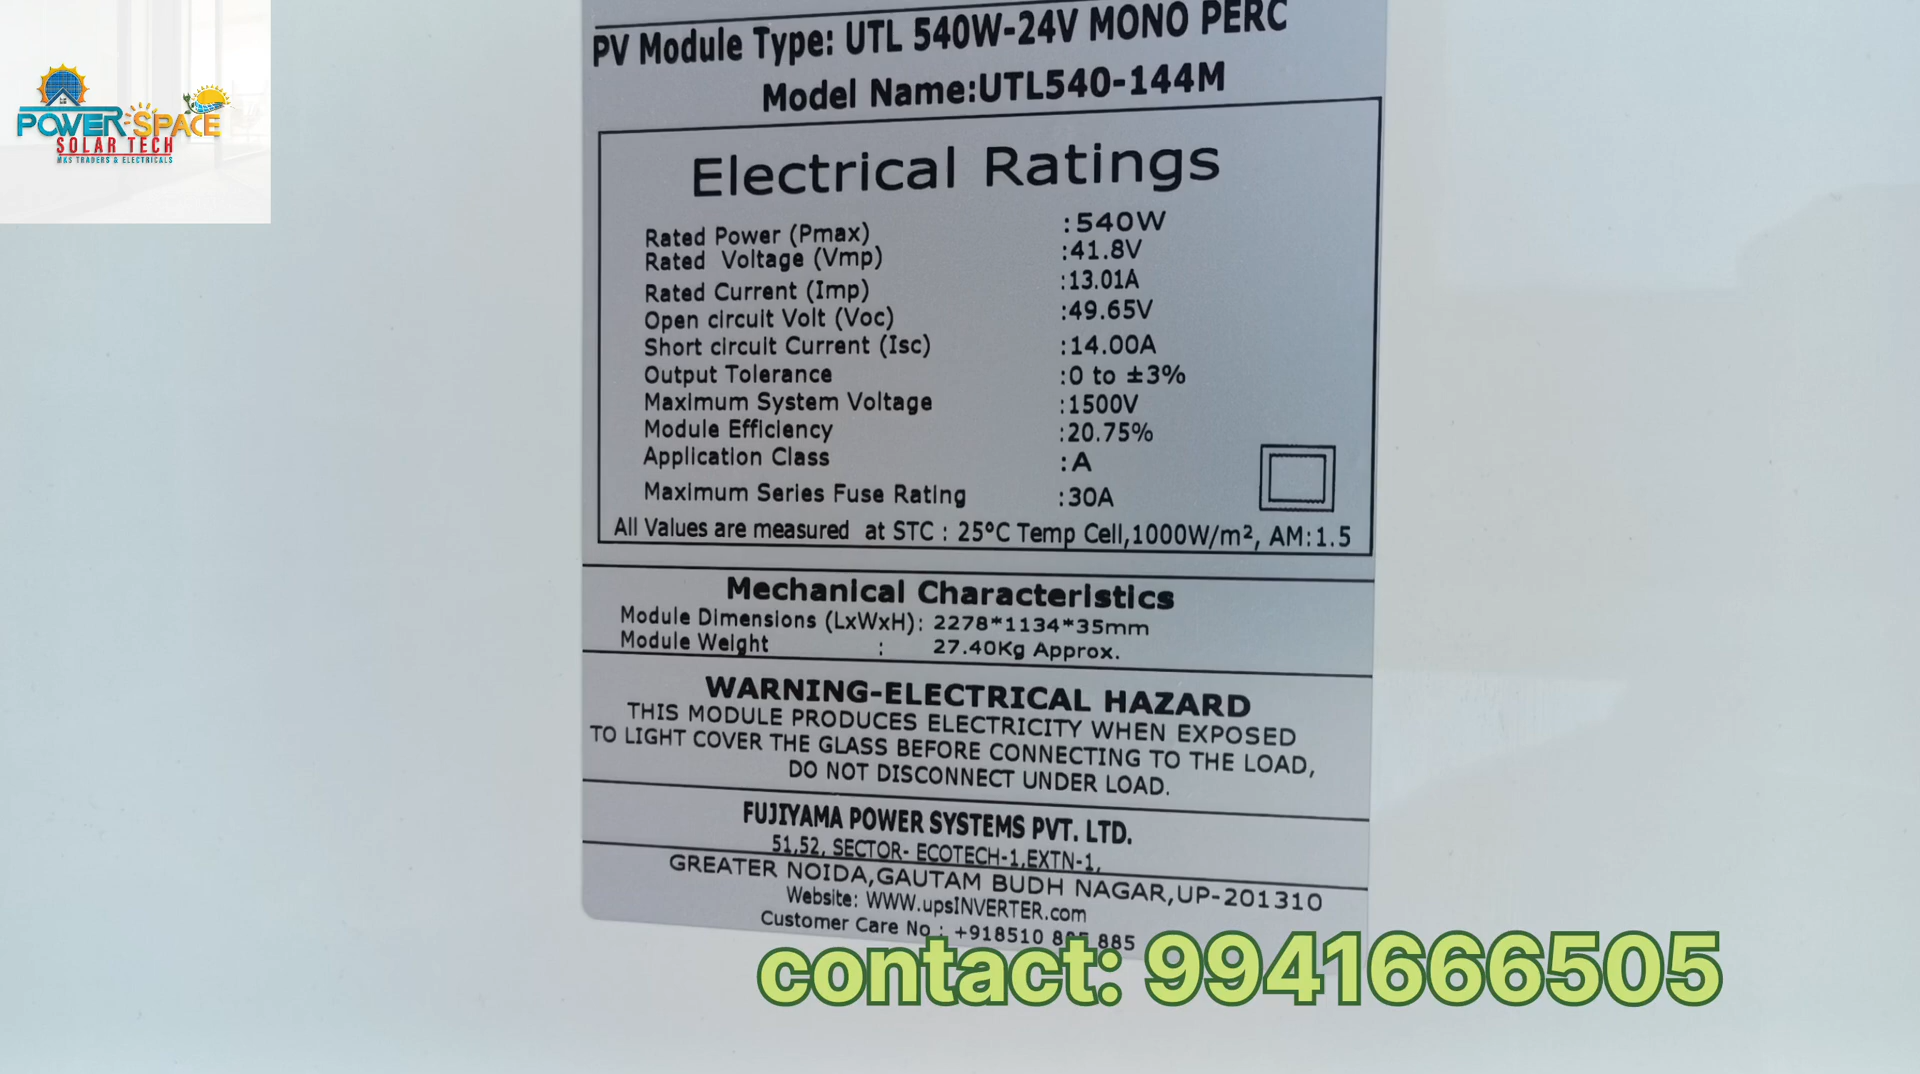 POWER SPACE
SOLAR TECH
M&S TRADERS & ELECTRICALS
PV Module Type: UTL 540W-24V MONO PERC
Model Name:UTL540-144M
Electrical Ratings
Rated Power (Pmax) :540W
Rated Voltage (Vmp) :41.8V
Rated Current (Imp) :13.01A
Open circuit Volt (Voc) :49.65V
Short circuit Current (Isc) :14.00A
Output Tolerance :0 to ±3%
Maximum System Voltage :1500V
Module Efficiency :20.75%
Application Class :A
Maximum Series Fuse Rating :30A
All Values are measured at STC : 25°C Temp Cell,1000W/m², AM:1.5
Mechanical Characteristics
Module Dimensions (LxWxH): 2278*1134*35mm
Module Weight : 27.40Kg Approx.
WARNING-ELECTRICAL HAZARD
THIS MODULE PRODUCES ELECTRICITY WHEN EXPOSED
TO LIGHT COVER THE GLASS BEFORE CONNECTING TO THE LOAD,
DO NOT DISCONNECT UNDER LOAD.
FUJIYAMA POWER SYSTEMS PVT. LTD.
51,52, SECTOR- ECOTECH-1,EXTN-1,
GREATER NOIDA,GAUTAM BUDH NAGAR,UP-201310
Website: WWW.upsINVERTER.com
Customer Care No : +918510 885
contact: 9941666505